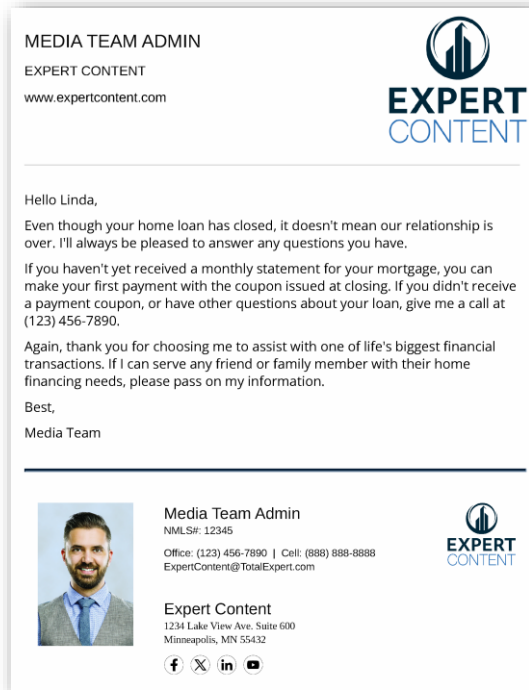 MEDIA TEAM ADMIN
EXPERT CONTENT
www.expertcontent.com
EXPERT
CONTENT
Hello Linda,
Even though your home loan has closed, it doesn't mean our relationship is
over. I'll always be pleased to answer any questions you have.
If you haven't yet received a monthly statement for your mortgage, you can
make your first payment with the coupon issued at closing. If you didn't receive
a payment coupon, or have other questions about your loan, give me a call at
(123) 456-7890.
Again, thank you for choosing me to assist with one of life's biggest financial
transactions. If I can serve any friend or family member with their home
financing needs, please pass on my information.
Best,
Media Team
Media Team Admin
NMLS#: 12345
Office: (123) 456-7890 | Cell: (888) 888-8888
ExpertContent@TotalExpert.com
EXPERT
CONTENT
Expert Content
1234 Lake View Ave. Suite 600
Minneapolis, MN 55432